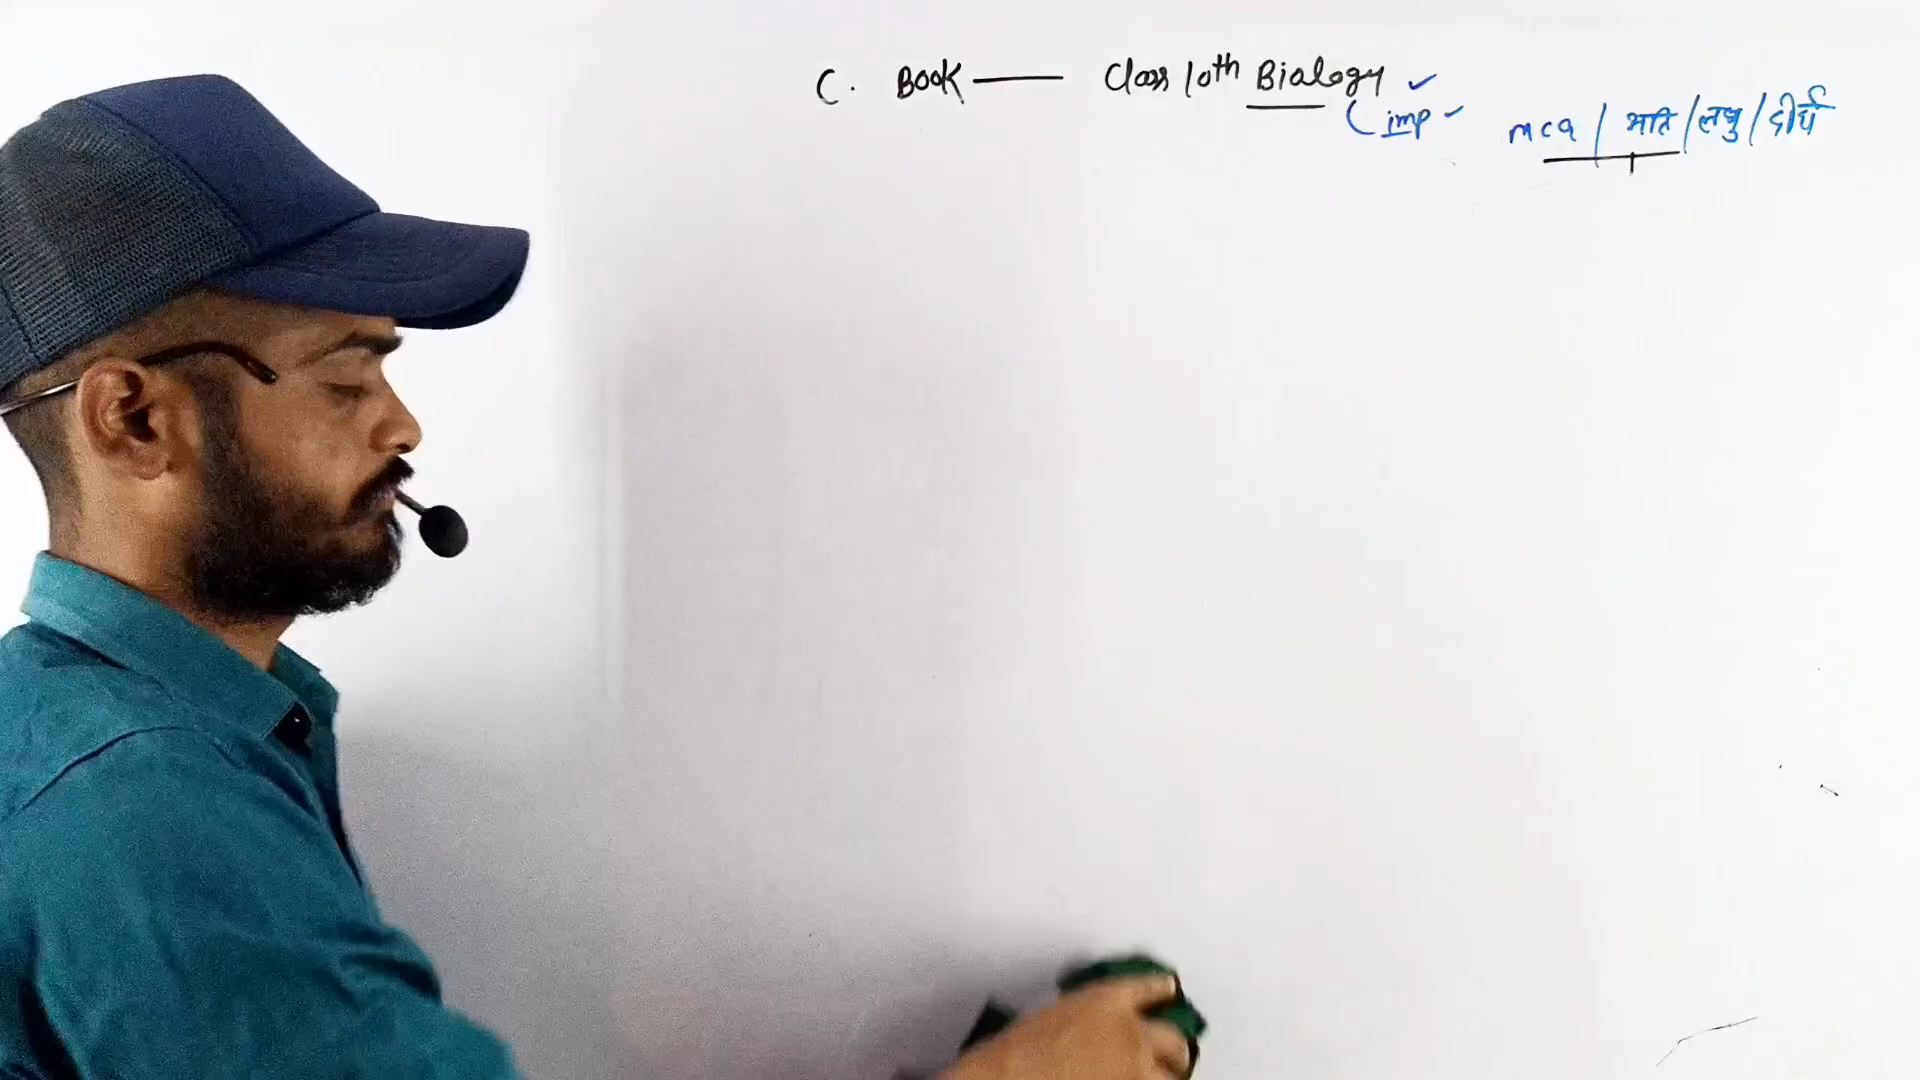 C. Book — Class 10th Biology ✓
( imp - mcq / अति / लघु / दीर्घ